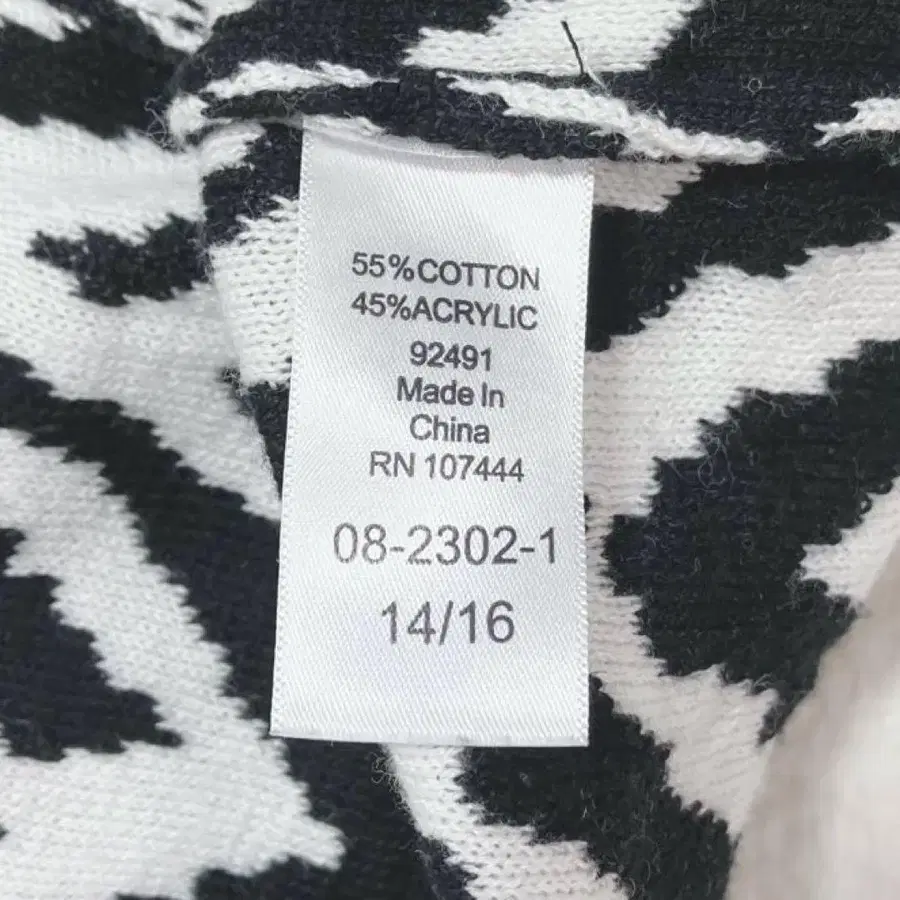 55%COTTON
45%ACRYLIC
92491
Made In
China
RN 107444
08-2302-1
14/16